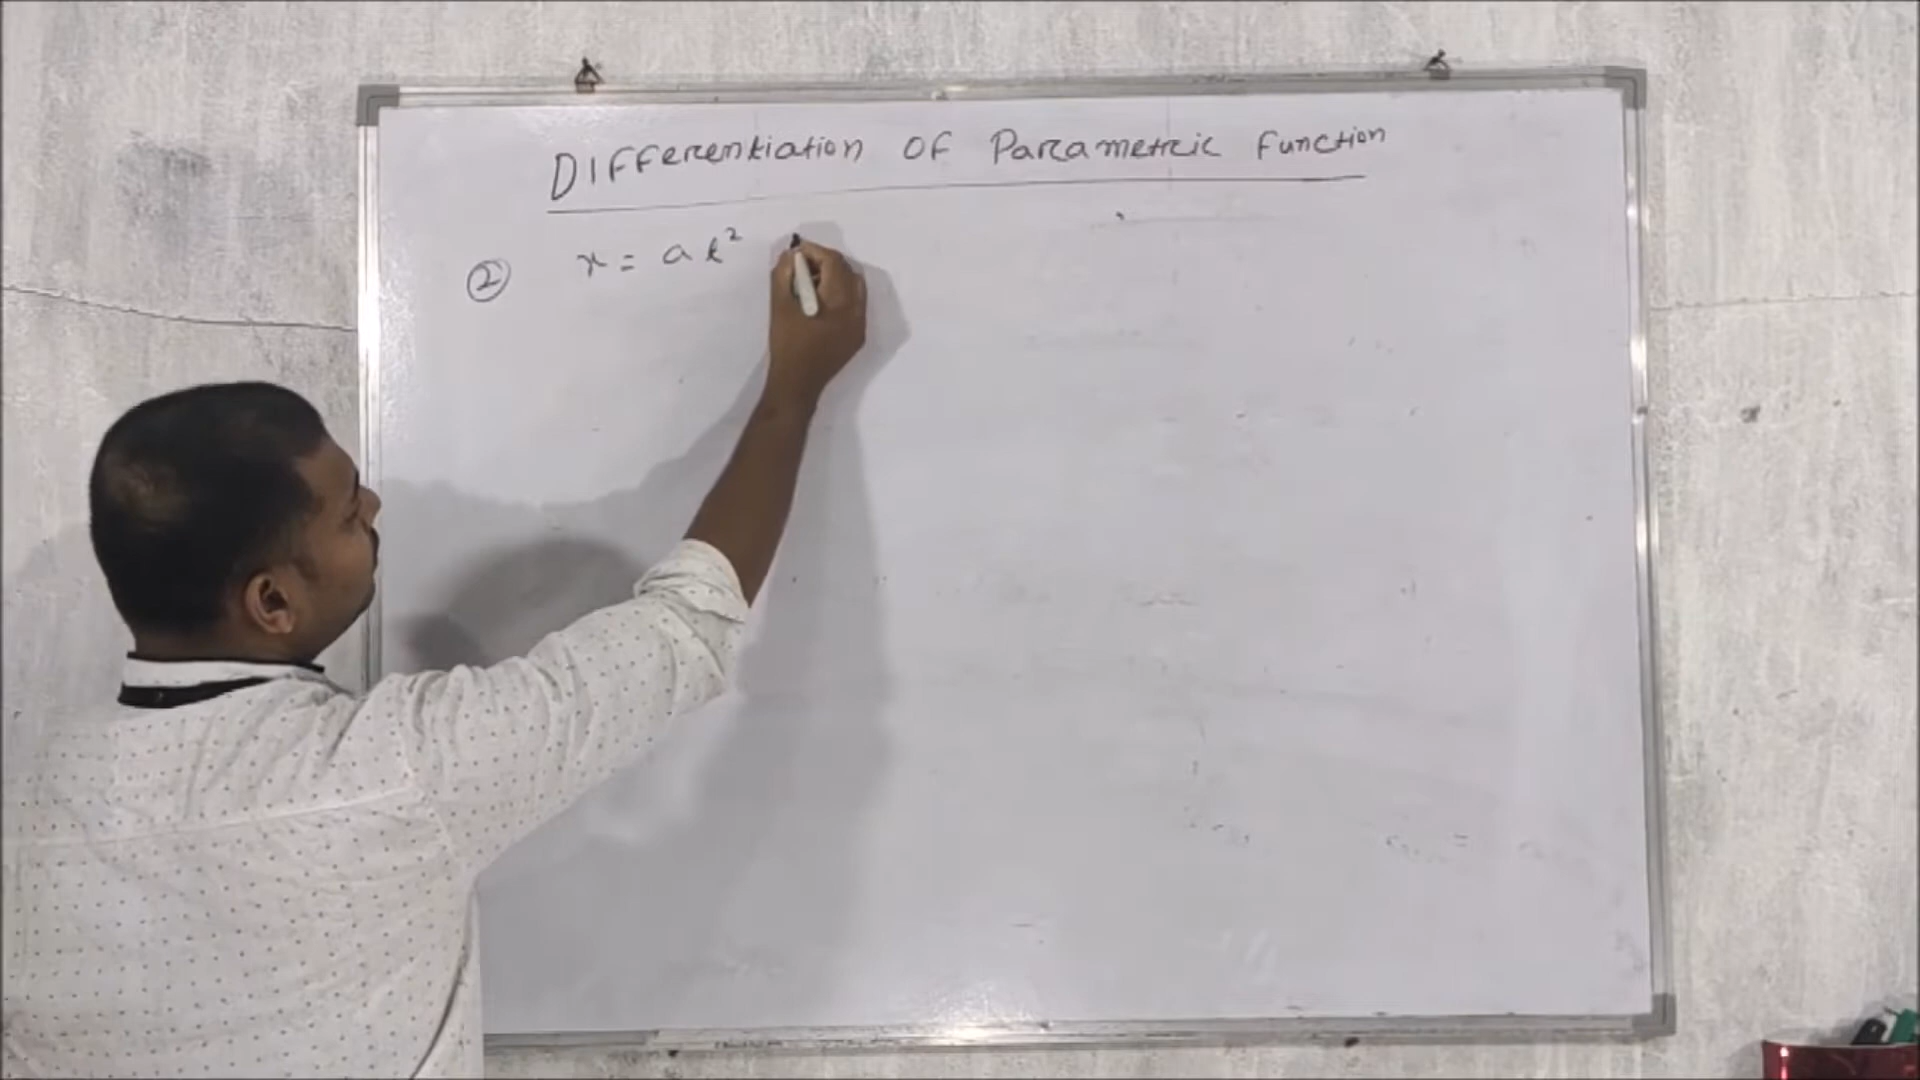 Differentiation of Parametric Function
② x = at²